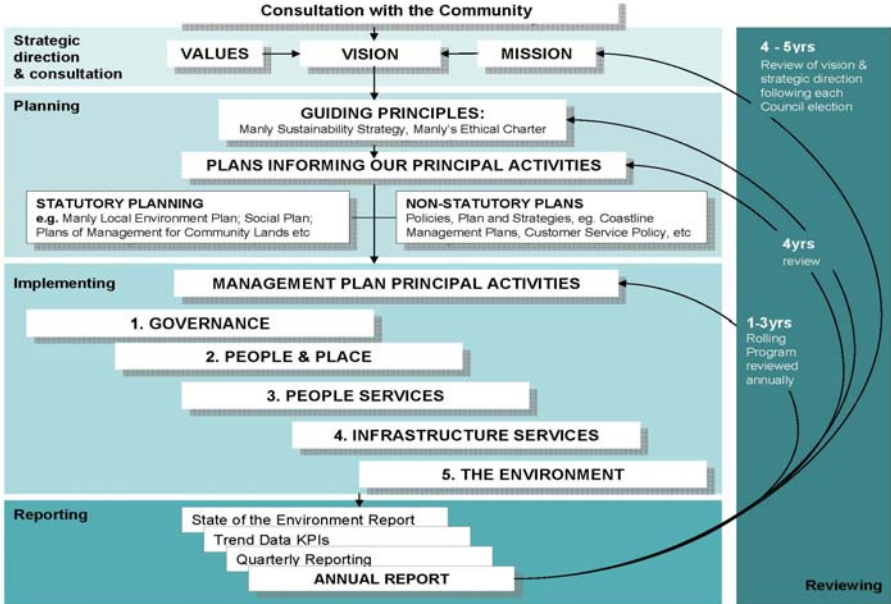 Consultation with the Community
Strategic
direction
& consultation
VALUES
VISION
MISSION
4 - 5yrs
Review of vision &
strategic direction
following each
Council election
Planning
GUIDING PRINCIPLES:
Manly Sustainability Strategy, Manly's Ethical Charter
PLANS INFORMING OUR PRINCIPAL ACTIVITIES
STATUTORY PLANNING
e.g. Manly Local Environment Plan; Social Plan;
Plans of Management for Community Lands etc
NON-STATUTORY PLANS
Policies, Plan and Strategies, eg. Coastline
Management Plans, Customer Service Policy, etc
4yrs
review
Implementing
MANAGEMENT PLAN PRINCIPAL ACTIVITIES
1. GOVERNANCE
2. PEOPLE & PLACE
3. PEOPLE SERVICES
4. INFRASTRUCTURE SERVICES
5. THE ENVIRONMENT
1-3yrs
Rolling
Program
reviewed
annually
Reporting
State of the Environment Report
Trend Data KPIs
Quarterly Reporting
ANNUAL REPORT
Reviewing